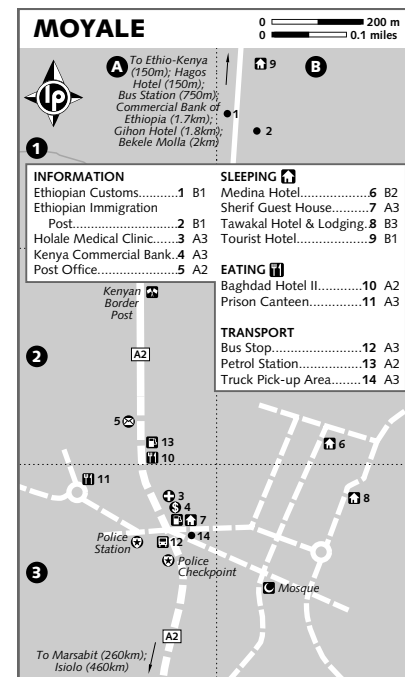 MOYALE
0 200 m
0 0.1 miles
A
B
To Ethio-Kenya
(150m); Hagos
Hotel (150m);
Bus Station (750m);
Commercial Bank of
Ethiopia (1.7km);
Gihon Hotel (1.8km);
Bekele Molla (2km)
9
1
2
lp
1
INFORMATION
Ethiopian Customs...........1 B1
Ethiopian Immigration
Post...........................2 B1
Holale Medical Clinic.......3 A3
Kenya Commercial Bank..4 A3
Post Office......................5 A2
SLEEPING
Medina Hotel..................6 B2
Sherif Guest House.........7 A3
Tawakal Hotel & Lodging.8 B3
Tourist Hotel...................9 B1
EATING
Baghdad Hotel II............10 A2
Prison Canteen..............11 A3
TRANSPORT
Bus Stop.......................12 A3
Petrol Station................13 A2
Truck Pick-up Area........14 A3
Kenyan
Border
Post
2
A2
5
13
10
6
11
3
4
8
7
14
Police
Station
12
Police
Checkpoint
3
Mosque
A2
To Marsabit (260km);
Isiolo (460km)